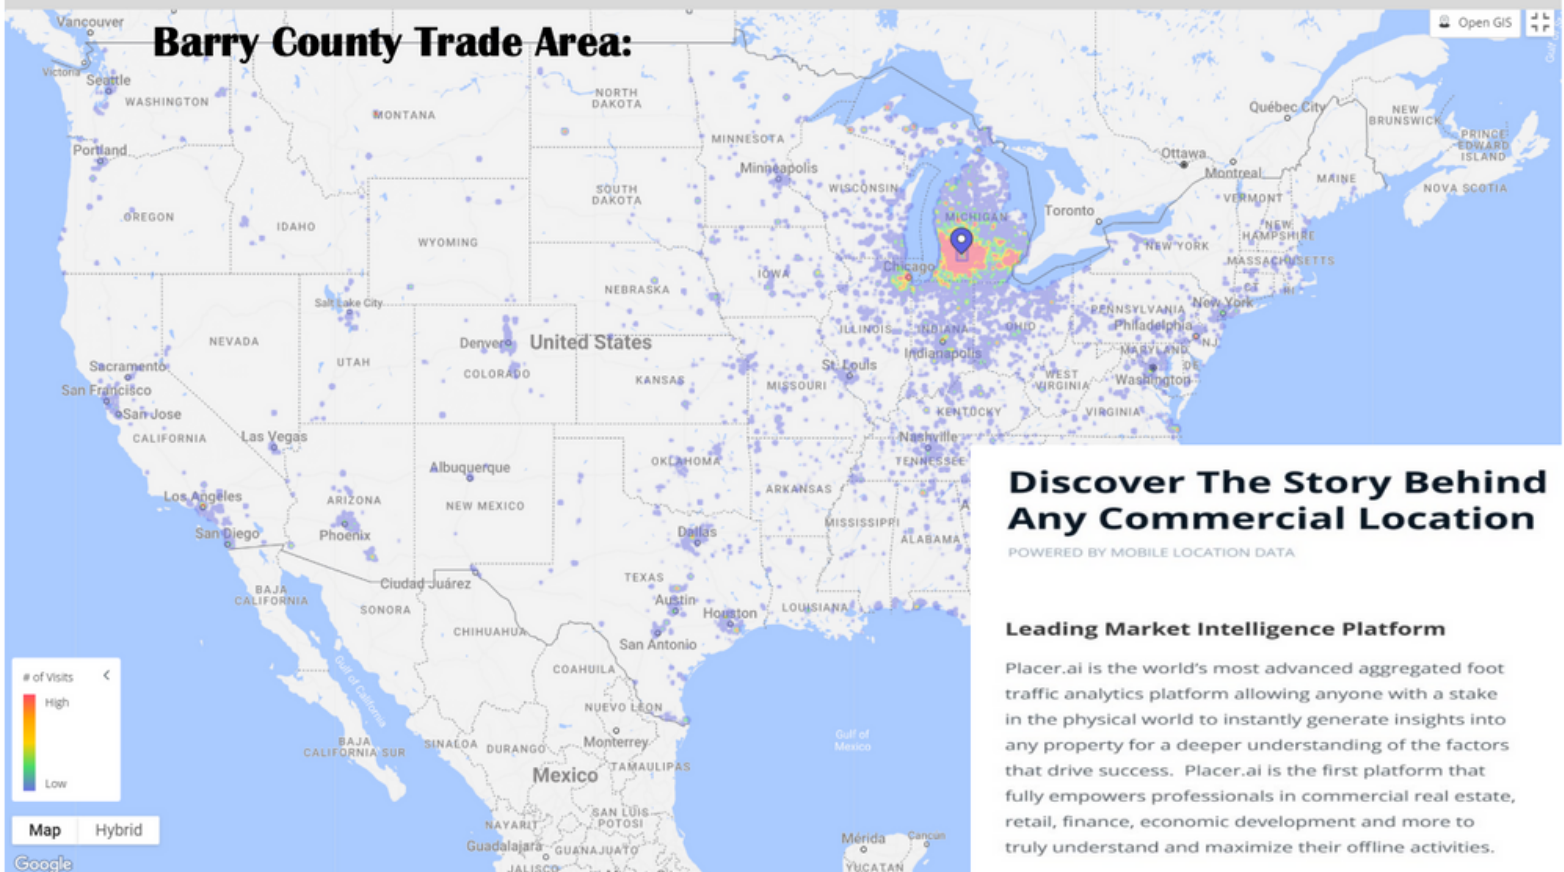 Barry County Trade Area:
Open GIS
Vancouver
Victoria
Seattle
WASHINGTON
MONTANA
NORTH
DAKOTA
MINNESOTA
Québec City
NEW
BRUNSWICK
PRINCE
EDWARD
ISLAND
Portland
Minneapolis
Ottawa
Montreal
MAINE
NOVA SCOTIA
OREGON
IDAHO
WYOMING
SOUTH
DAKOTA
WISCONSIN
MICHIGAN
Toronto
VERMONT
NEW
HAMPSHIRE
NEW YORK
MASSACHUSETTS
CT
RI
IOWA
Chicago
NEBRASKA
Salt Lake City
PENNSYLVANIA
New York
Philadelphia
NEVADA
UTAH
Denver
COLORADO
United States
ILLINOIS
INDIANA
OHIO
Indianapolis
MARYLAND
NJ
DE
Sacramento
San Francisco
San Jose
KANSAS
MISSOURI
St. Louis
WEST
VIRGINIA
Washington
KENTUCKY
VIRGINIA
CALIFORNIA
Las Vegas
Nashville
TENNESSEE
Albuquerque
OKLAHOMA
ARKANSAS
Los Angeles
ARIZONA
NEW MEXICO
San Diego
Phoenix
Dallas
MISSISSIPPI
ALABAMA
Ciudad Juárez
TEXAS
BAJA
CALIFORNIA
SONORA
Austin
Houston
LOUISIANA
CHIHUAHUA
San Antonio
COAHUILA
Gulf of California
NUEVO LEON
Monterrey
BAJA
CALIFORNIA SUR
SINALOA
DURANGO
TAMAULIPAS
Mexico
Gulf of
Mexico
SAN LUIS
POTOSI
NAYARIT
Guadalajara
GUANAJUATO
JALISCO
Mérida
Cancun
YUCATAN
# of Visits
High
Low
Map
Hybrid
Google
Discover The Story Behind
Any Commercial Location
POWERED BY MOBILE LOCATION DATA
Leading Market Intelligence Platform
Placer.ai is the world's most advanced aggregated foot
traffic analytics platform allowing anyone with a stake
in the physical world to instantly generate insights into
any property for a deeper understanding of the factors
that drive success. Placer.ai is the first platform that
fully empowers professionals in commercial real estate,
retail, finance, economic development and more to
truly understand and maximize their offline activities.